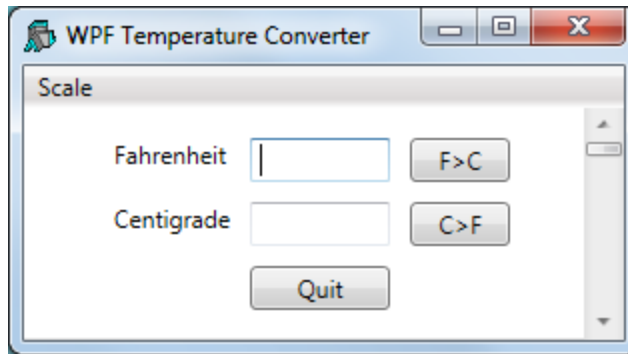 WPF Temperature Converter
Scale
Fahrenheit F>C
Centigrade C>F
Quit